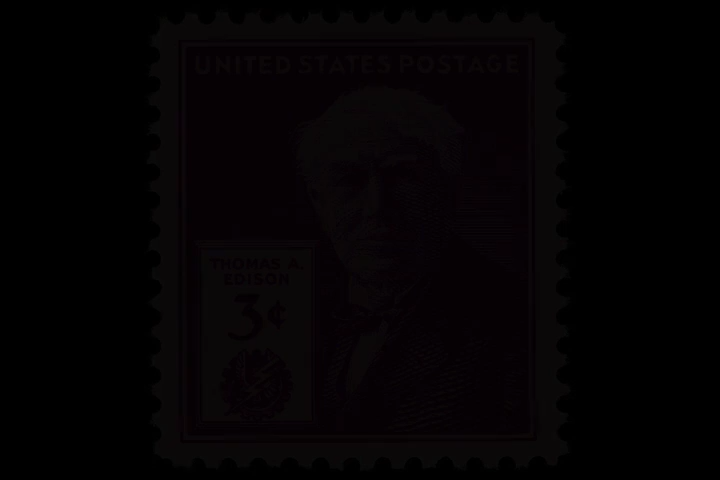 UNITED STATES POSTAGE
THOMAS A.
EDISON
3¢